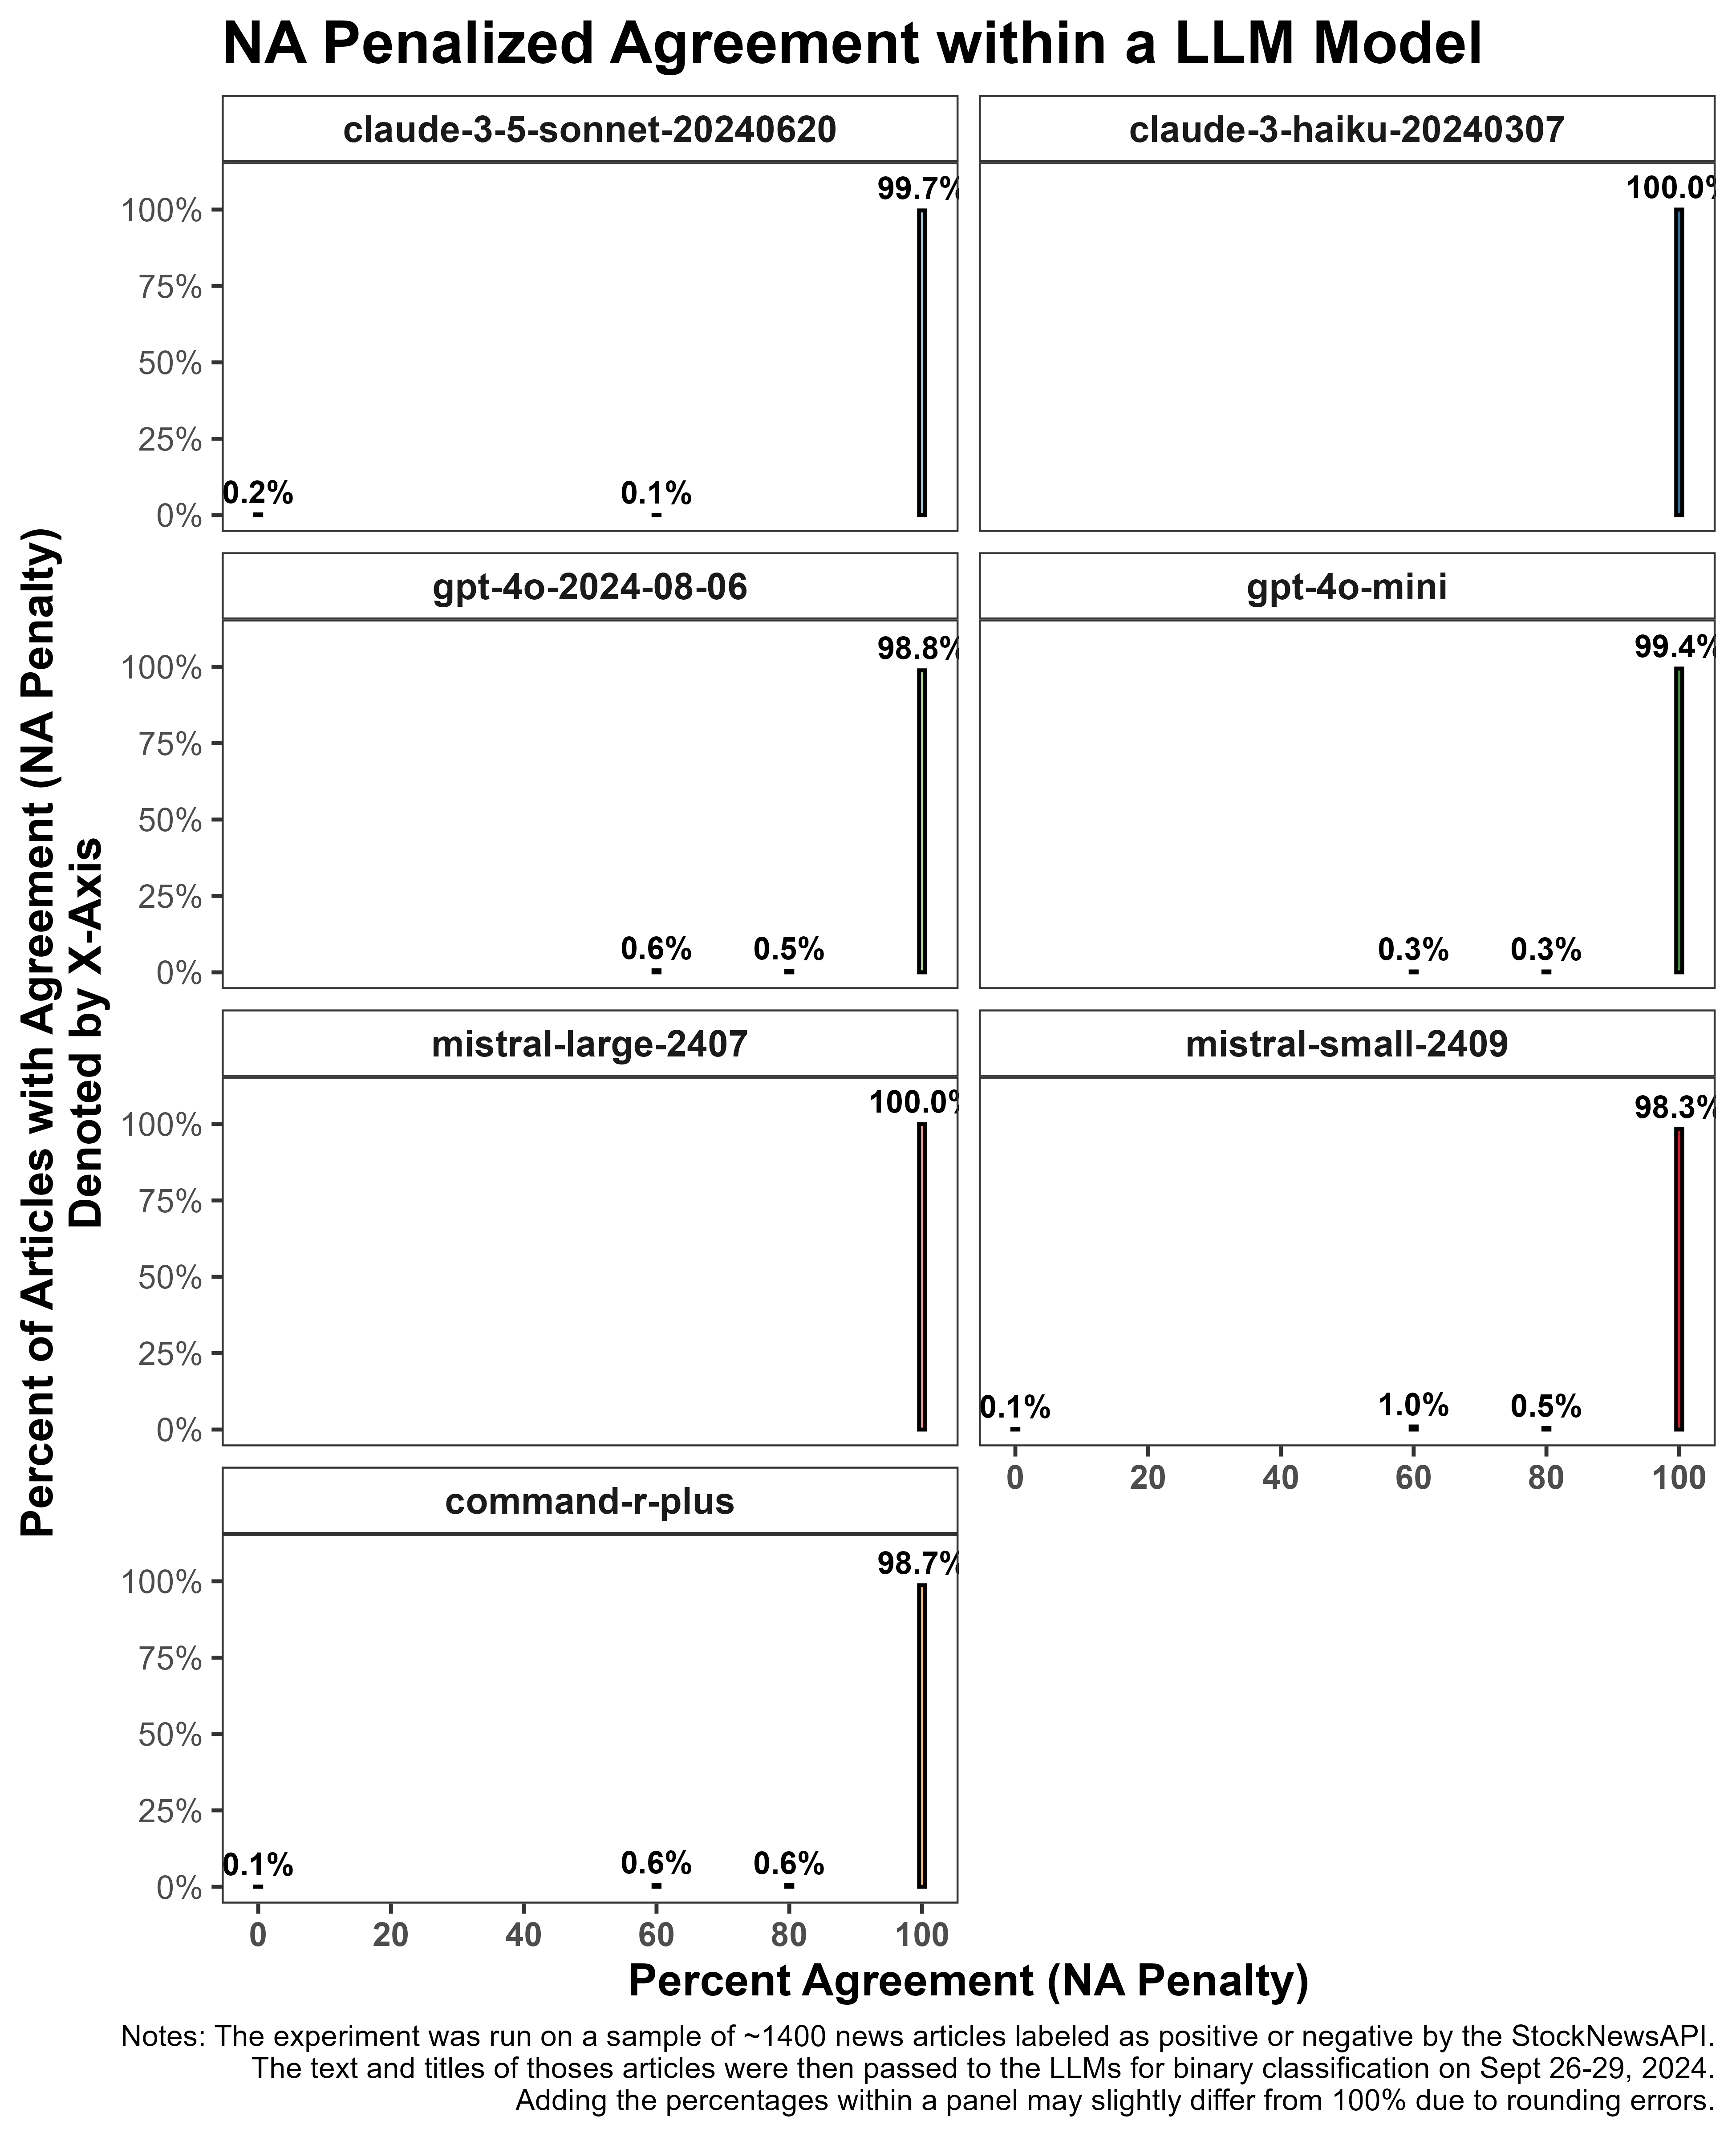 NA Penalized Agreement within a LLM Model
Percent of Articles with Agreement (NA Penalty)
Denoted by X-Axis
claude-3-5-sonnet-20240620
99.7%
100%
75%
50%
25%
0%
0.2%
0.1%
claude-3-haiku-20240307
100.0%
gpt-4o-2024-08-06
98.8%
100%
75%
50%
25%
0%
0.6%
0.5%
gpt-4o-mini
99.4%
0.3%
0.3%
mistral-large-2407
100.0%
100%
75%
50%
25%
0%
mistral-small-2409
98.3%
0.1%
1.0%
0.5%
0 20 40 60 80 100
command-r-plus
98.7%
100%
75%
50%
25%
0%
0.1%
0.6%
0.6%
0 20 40 60 80 100
Percent Agreement (NA Penalty)
Notes: The experiment was run on a sample of ~1400 news articles labeled as positive or negative by the StockNewsAPI.
The text and titles of thoses articles were then passed to the LLMs for binary classification on Sept 26-29, 2024.
Adding the percentages within a panel may slightly differ from 100% due to rounding errors.